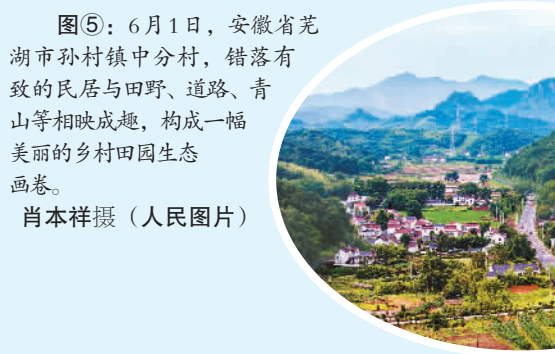 图⑤：6月1日，安徽省芜
湖市孙村镇中分村，错落有
致的民居与田野、道路、青
山等相映成趣，构成一幅
美丽的乡村田园生态
画卷。
肖本祥摄（人民图片）